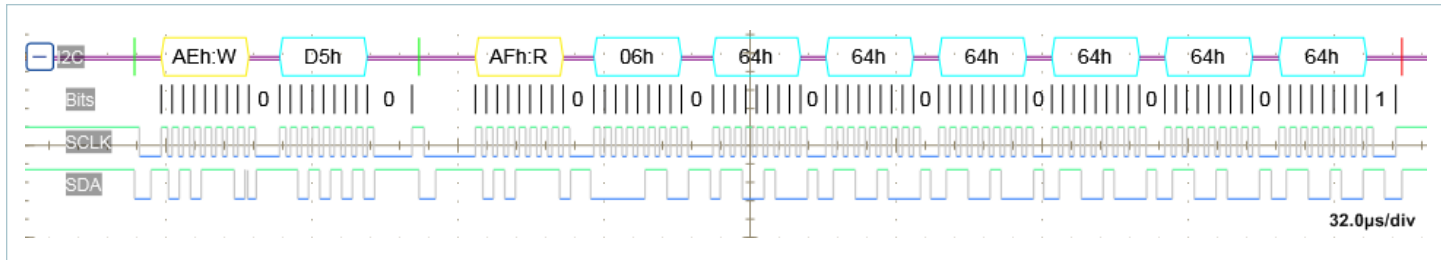 I2C AEh:W D5h AFh:R 06h 64h 64h 64h 64h 64h 64h
Bits 0 0 0 0 0 0 0 0 0 1
SCLK
SDA
32.0µs/div